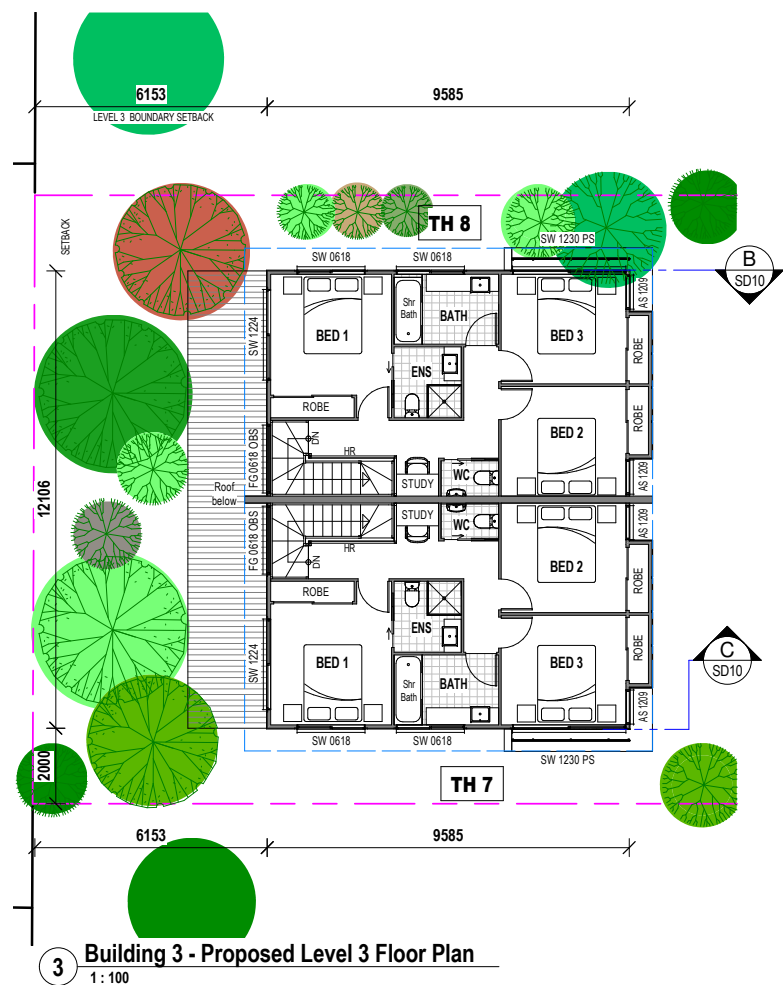 6153
9585
LEVEL 3 BOUNDARY SETBACK
SETBACK
TH 8
SW 0618
SW 0618
SW 1230 PS
B
SD10
AS 1209
SW 1224
BED 1
Shr
Bath
BATH
BED 3
ROBE
ENS
ROBE
ROBE
DN
HR
BED 2
FG 0618 OBS
WC
STUDY
AS 1209
Roof
below
12106
STUDY
WC
AS 1209
FG 0618 OBS
DN
HR
BED 2
ROBE
ROBE
ENS
ROBE
SW 1224
BED 1
Shr
Bath
BATH
BED 3
C
SD10
AS 1209
SW 0618
SW 0618
SW 1230 PS
2000
TH 7
6153
9585
3
Building 3 - Proposed Level 3 Floor Plan
1 : 100